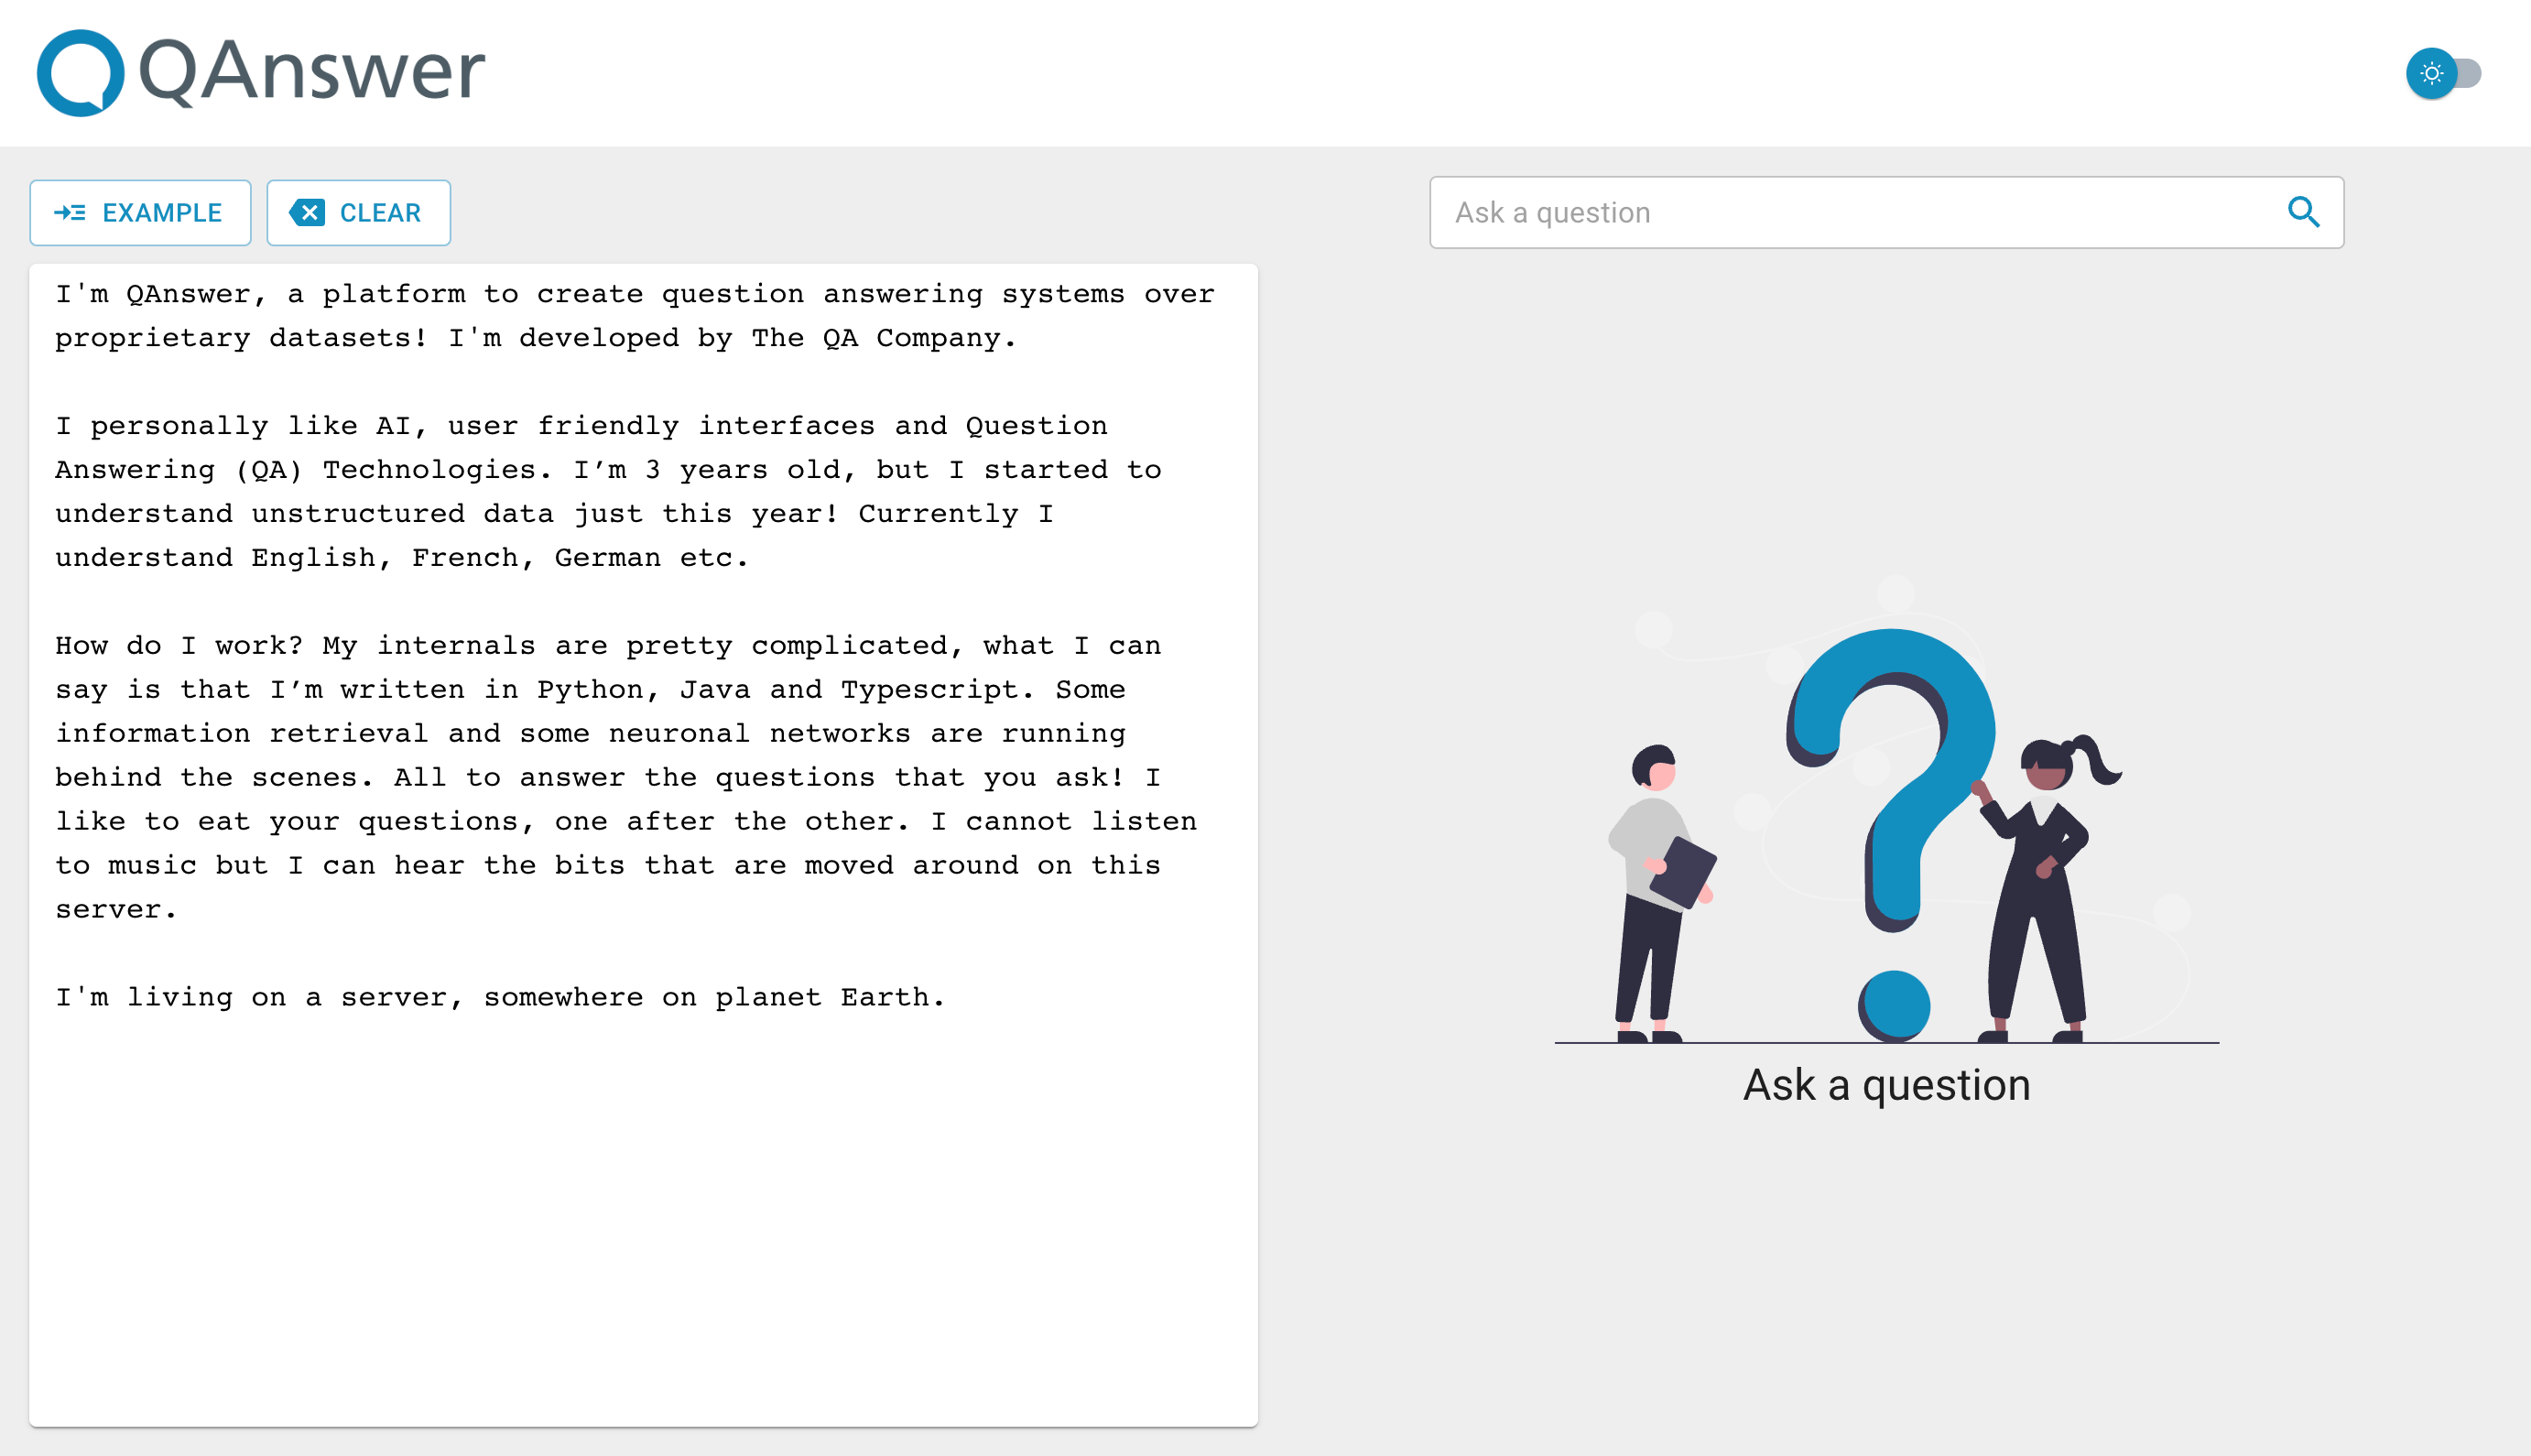 QAnswer
EXAMPLE
CLEAR
Ask a question
I'm QAnswer, a platform to create question answering systems over
proprietary datasets! I'm developed by The QA Company.
I personally like AI, user friendly interfaces and Question
Answering (QA) Technologies. I’m 3 years old, but I started to
understand unstructured data just this year! Currently I
understand English, French, German etc.
How do I work? My internals are pretty complicated, what I can
say is that I’m written in Python, Java and Typescript. Some
information retrieval and some neuronal networks are running
behind the scenes. All to answer the questions that you ask! I
like to eat your questions, one after the other. I cannot listen
to music but I can hear the bits that are moved around on this
server.
I'm living on a server, somewhere on planet Earth.
Ask a question